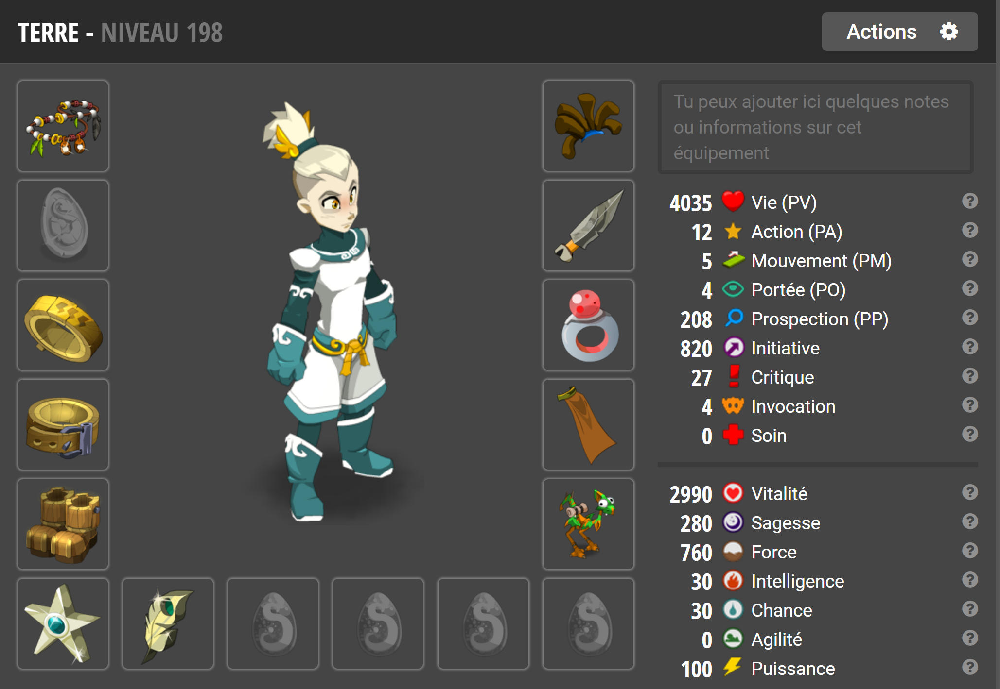 TERRE - NIVEAU 198
Actions
Tu peux ajouter ici quelques notes
ou informations sur cet
équipement
4035 Vie (PV) ?
12 Action (PA) ?
5 Mouvement (PM) ?
4 Portée (PO) ?
208 Prospection (PP) ?
820 Initiative ?
27 Critique ?
4 Invocation ?
0 Soin ?
2990 Vitalité ?
280 Sagesse ?
760 Force ?
30 Intelligence ?
30 Chance ?
0 Agilité ?
100 Puissance ?